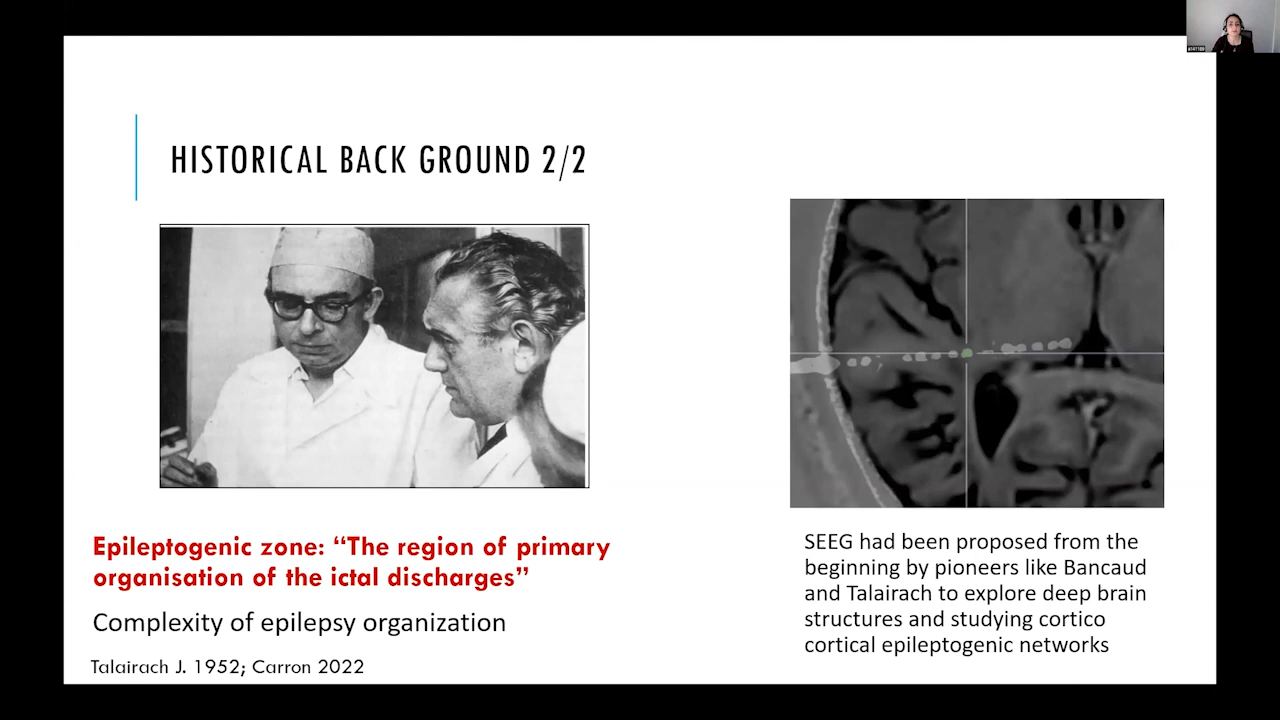 HISTORICAL BACK GROUND 2/2
Epileptogenic zone: “The region of primary
organisation of the ictal discharges”
Complexity of epilepsy organization
Talairach J. 1952; Carron 2022
SEEG had been proposed from the
beginning by pioneers like Bancaud
and Talairach to explore deep brain
structures and studying cortico
cortical epileptogenic networks